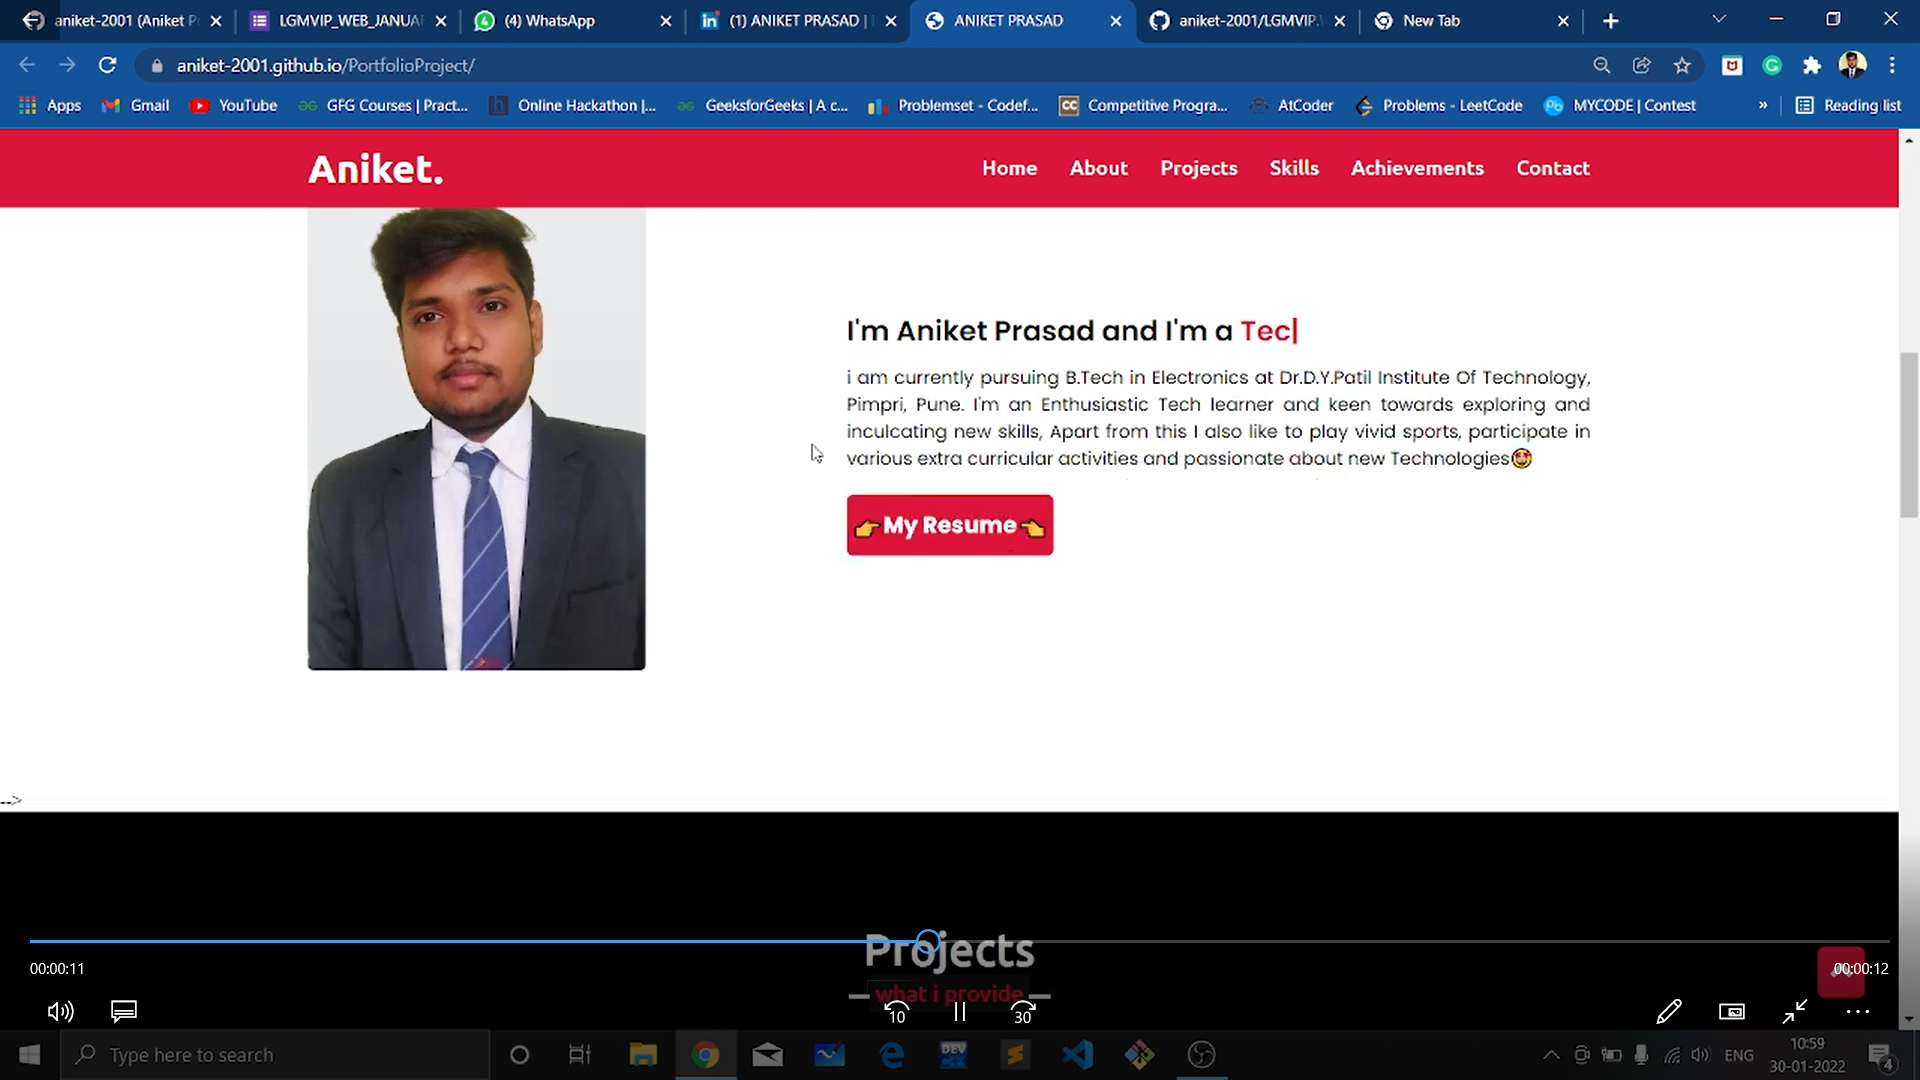 aniket-2001 (Aniket P
LGMVIP_WEB_JANUAR
(4) WhatsApp
(1) ANIKET PRASAD |
ANIKET PRASAD
aniket-2001/LGMVIP
New Tab
aniket-2001.github.io/PortfolioProject/
Apps
Gmail
YouTube
GFG Courses | Pract...
Online Hackathon |...
GeeksforGeeks | A c...
Problemset - Codef...
CC
Competitive Progra...
AtCoder
Problems - LeetCode
Pb
MYCODE | Contest
»
Reading list
Aniket.
Home
About
Projects
Skills
Achievements
Contact
I'm Aniket Prasad and I'm a Tec|
i am currently pursuing B.Tech in Electronics at Dr.D.Y.Patil Institute Of Technology,
Pimpri, Pune. I'm an Enthusiastic Tech learner and keen towards exploring and
inculcating new skills, Apart from this I also like to play vivid sports, participate in
various extra curricular activities and passionate about new Technologies🤩
👉My Resume👈
-->
Projects
what i provide
00:00:11
00:00:12
10
30
Type here to search
DEV
ENG
10:59
30-01-2022
4